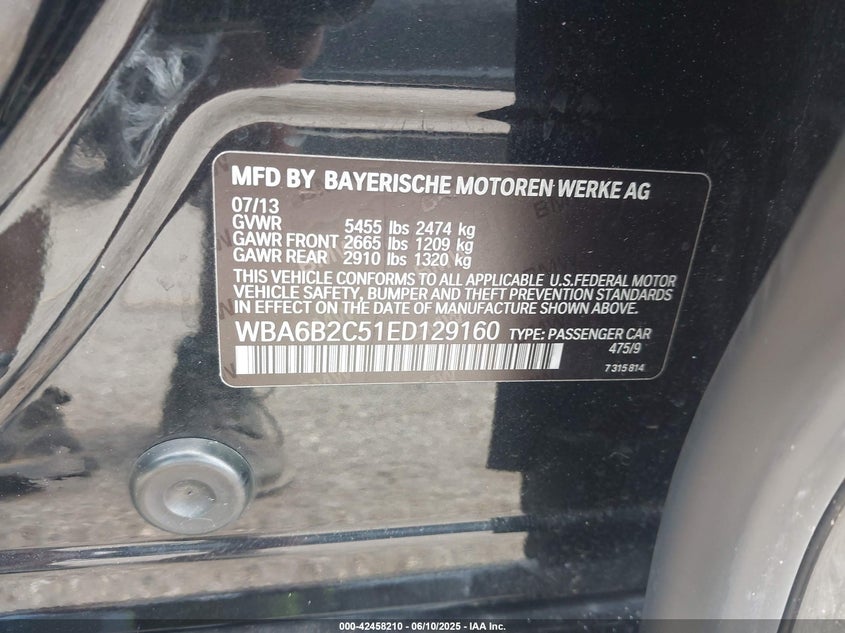 MFD BY BAYERISCHE MOTOREN WERKE AG
07/13
GVWR 5455 lbs 2474 kg
GAWR FRONT 2665 lbs 1209 kg
GAWR REAR 2910 lbs 1320 kg
THIS VEHICLE CONFORMS TO ALL APPLICABLE U.S.FEDERAL MOTOR
VEHICLE SAFETY, BUMPER AND THEFT PREVENTION STANDARDS
IN EFFECT ON THE DATE OF MANUFACTURE SHOWN ABOVE.
WBA6B2C51ED129160 TYPE: PASSENGER CAR
475/9
7 315 814
000-42458210 - 06/10/2025 - IAA Inc.